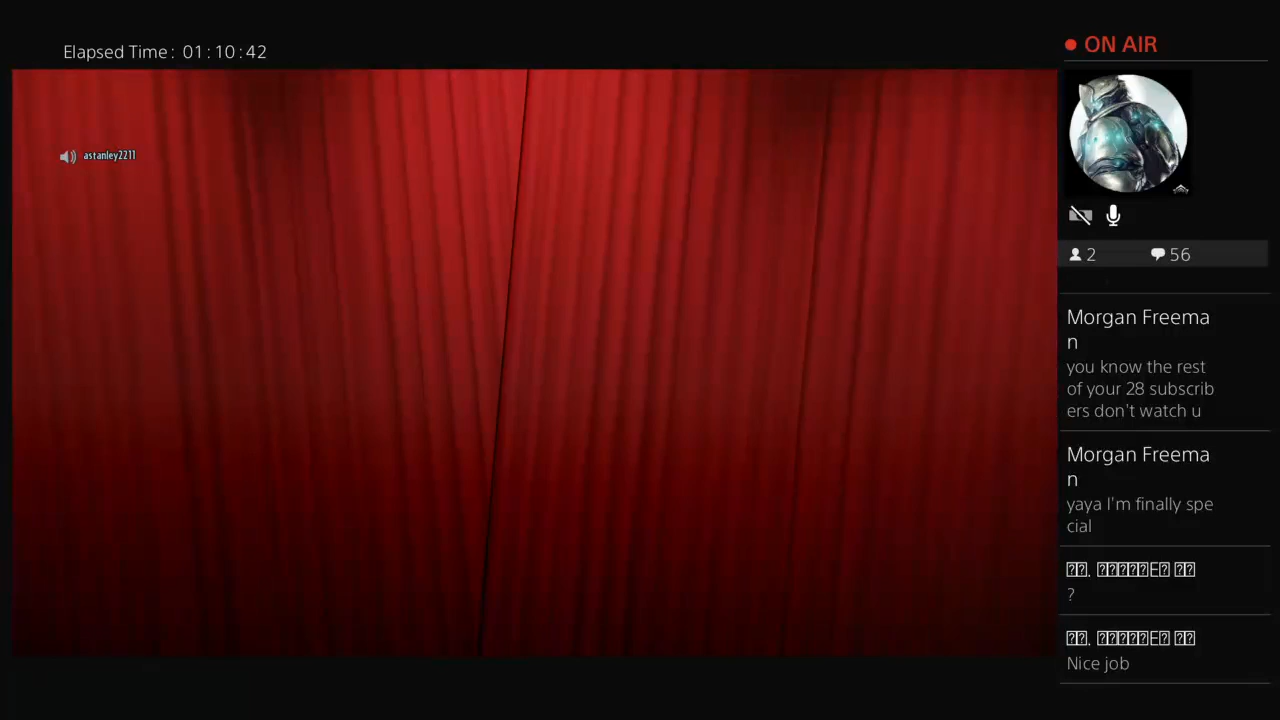 Elapsed Time: 01:10:42
ON AIR
astanley2211
2 56
Morgan Freema
n
you know the rest
of your 28 subscrib
ers don't watch u
Morgan Freema
n
yaya I'm finally spe
cial
?
Nice job